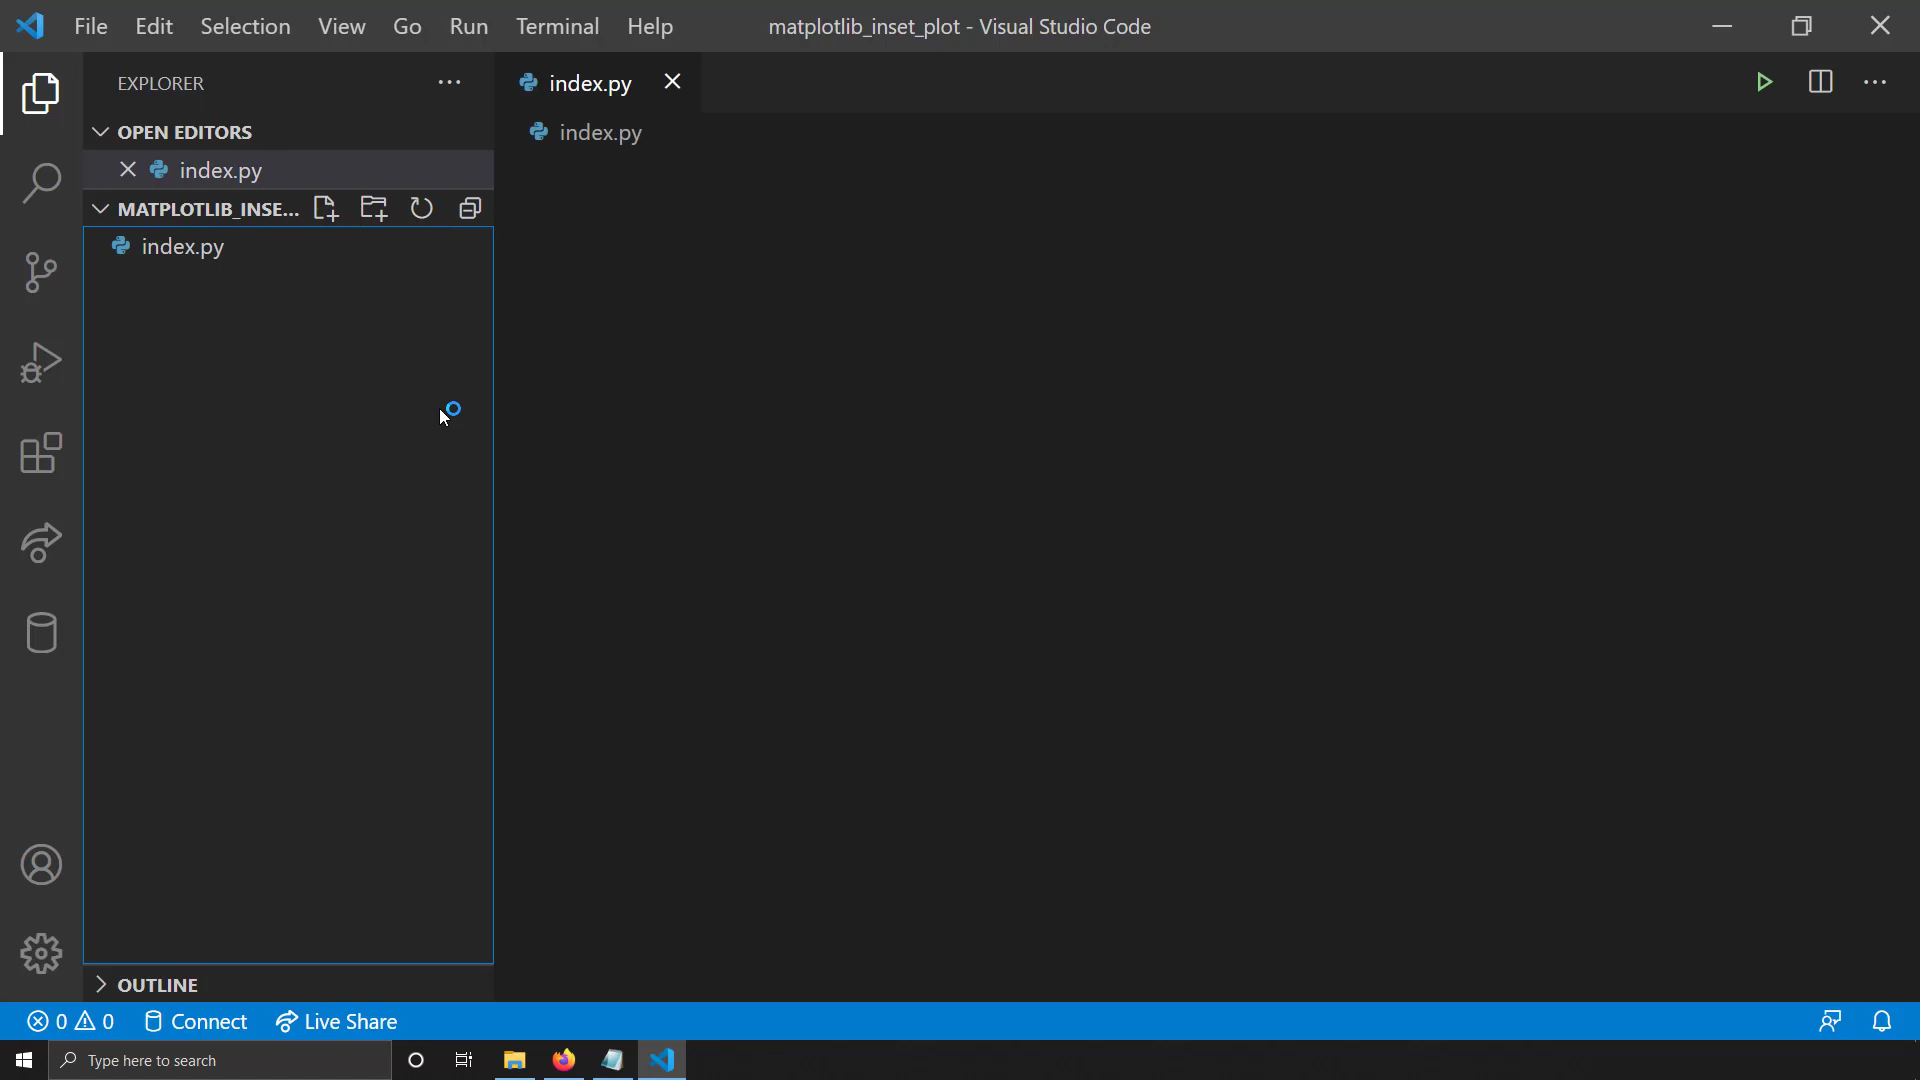 File Edit Selection View Go Run Terminal Help
matplotlib_inset_plot - Visual Studio Code
EXPLORER
index.py
OPEN EDITORS
index.py
index.py
MATPLOTLIB_INSE...
index.py
OUTLINE
0 0 Connect Live Share
Type here to search